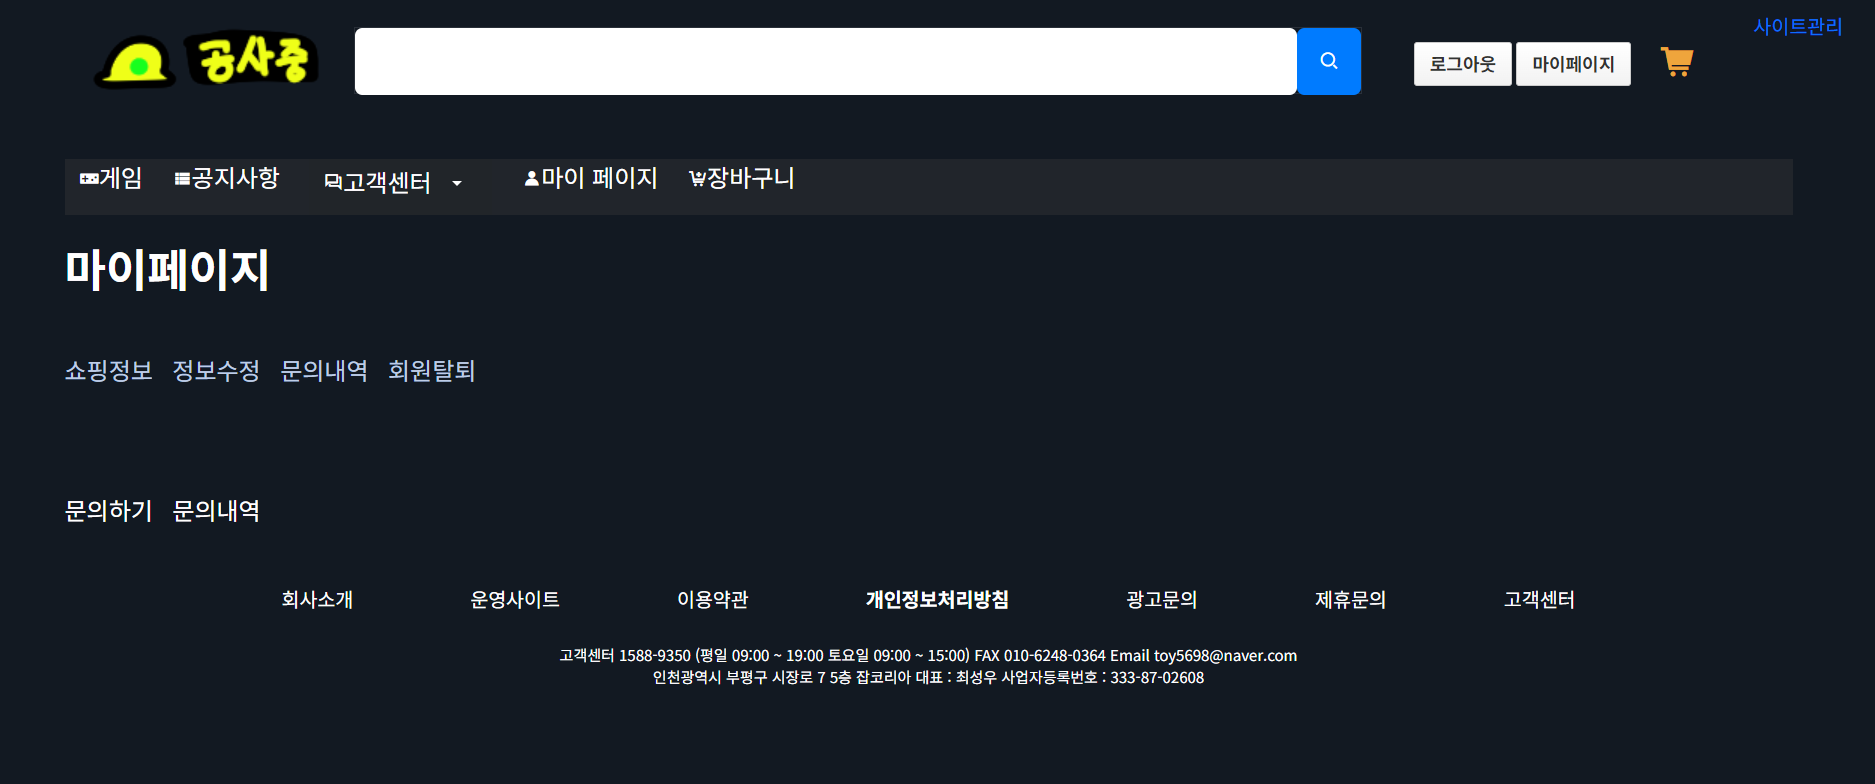 사이트관리
공사중
로그아웃 마이페이지
게임 공지사항 고객센터 마이 페이지 장바구니
마이페이지
쇼핑정보 정보수정 문의내역 회원탈퇴
문의하기 문의내역
회사소개 운영사이트 이용약관 개인정보처리방침 광고문의 제휴문의 고객센터
고객센터 1588-9350 (평일 09:00 ~ 19:00 토요일 09:00 ~ 15:00) FAX 010-6248-0364 Email toy5698@naver.com
인천광역시 부평구 시장로 7 5층 잡코리아 대표 : 최성우 사업자등록번호 : 333-87-02608